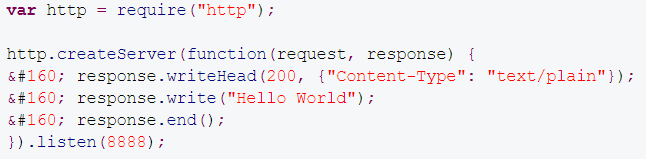 var http = require("http");
http.createServer(function(request, response) {
&#160; response.writeHead(200, {"Content-Type": "text/plain"});
&#160; response.write("Hello World");
&#160; response.end();
}).listen(8888);